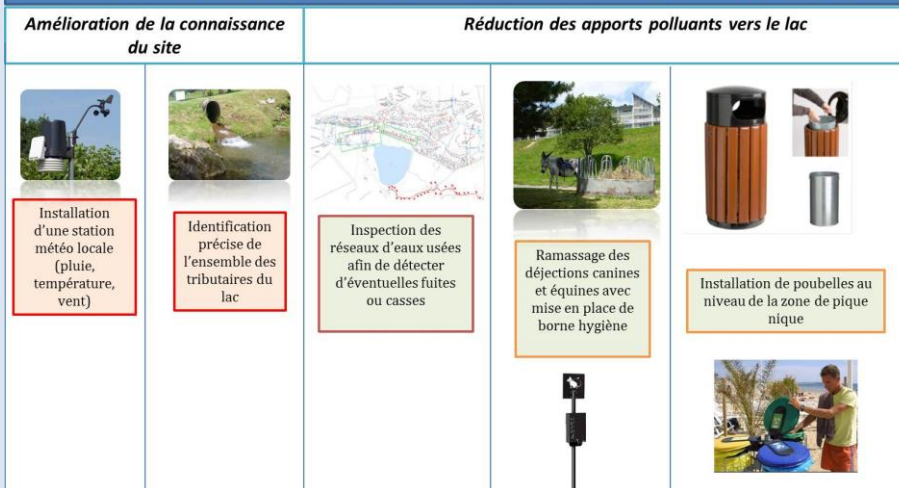 Amélioration de la connaissance
du site
Réduction des apports polluants vers le lac
Installation
d'une station
météo locale
(pluie,
température,
vent)
Identification
précise de
l'ensemble des
tributaires du
lac
Inspection des
réseaux d'eaux usées
afin de détecter
d'éventuelles fuites
ou casses
Ramassage des
déjections canines
et équines avec
mise en place de
borne hygiène
Installation de poubelles au
niveau de la zone de pique
nique